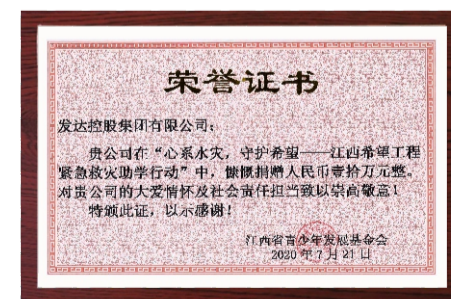 荣誉证书
发达控股集团有限公司：
贵公司在“心系水灾，守护希望——江西希望工程
紧急救灾助学行动”中，慷慨捐赠人民币壹拾万元整。
对贵公司的大爱情怀及社会责任担当致以崇高敬意！
特颁此证，以示感谢！
江西省青少年发展基金会
2020年7月21日